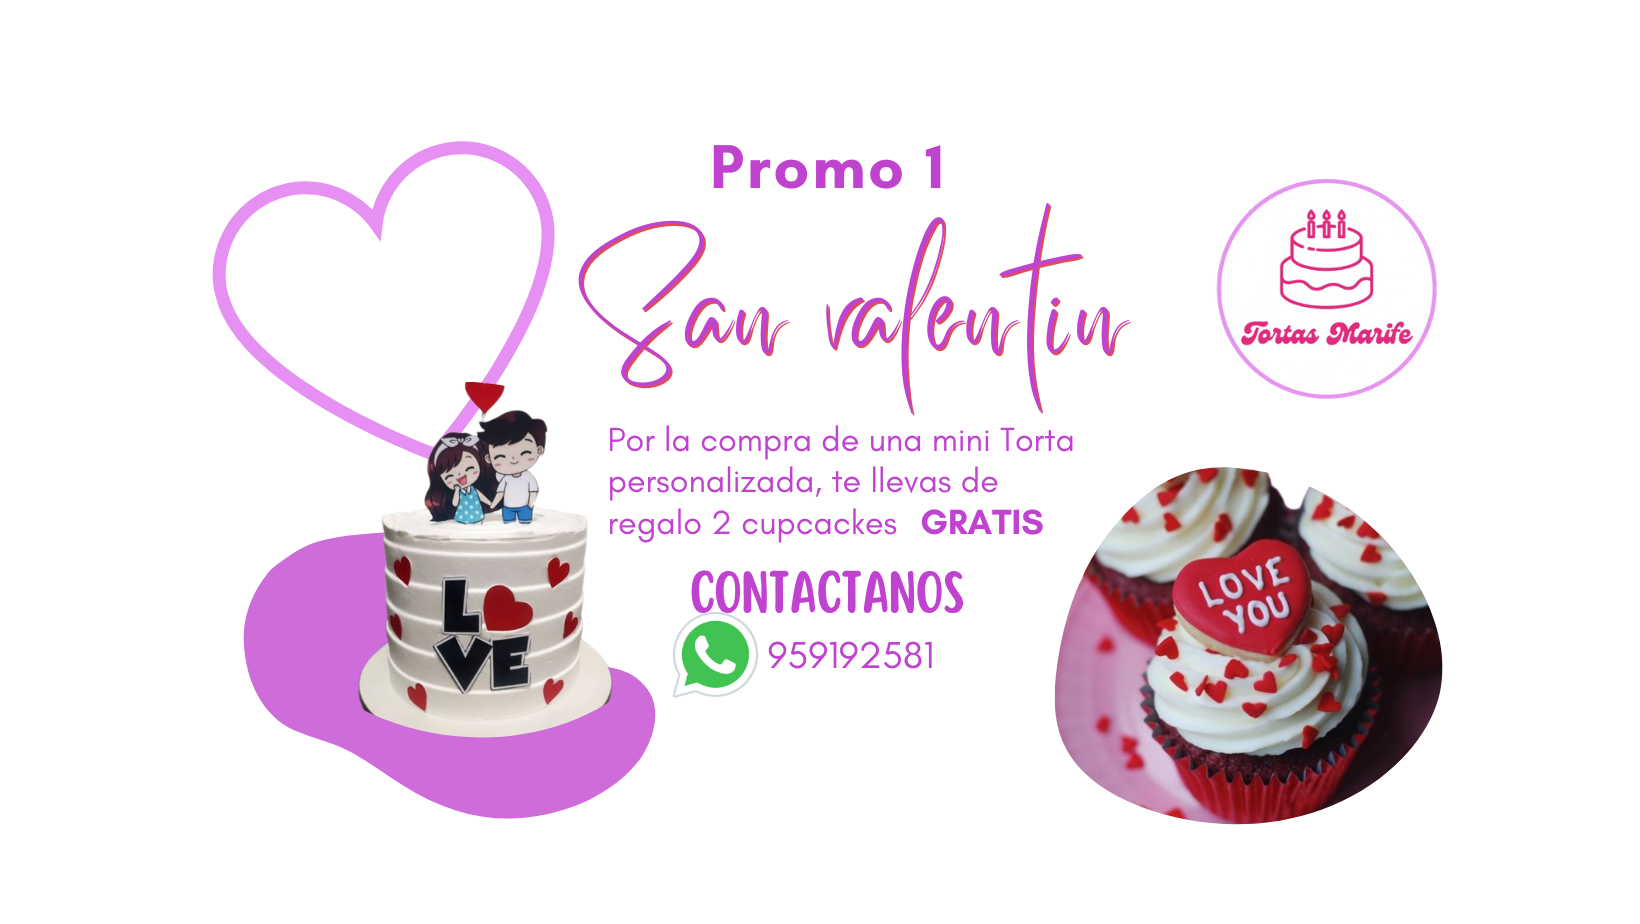 Promo 1
San valentin
Tortas Marife
Por la compra de una mini Torta
personalizada, te llevas de
regalo 2 cupcackes GRATIS
CONTACTANOS
959192581
L
VE
LOVE
YOU